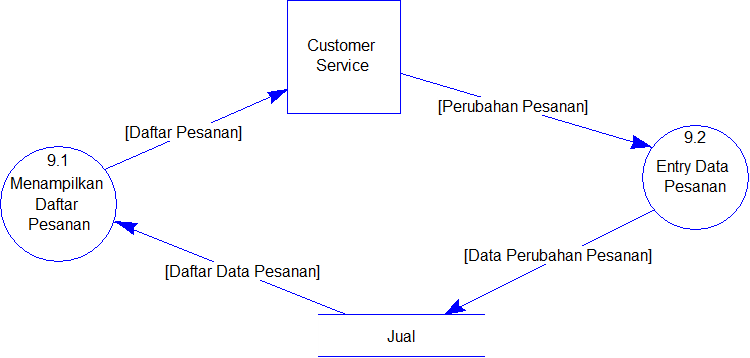 Customer
Service
[Perubahan Pesanan]
[Daftar Pesanan]
9.2
Entry Data
Pesanan
9.1
Menampilkan
Daftar
Pesanan
[Data Perubahan Pesanan]
[Daftar Data Pesanan]
Jual